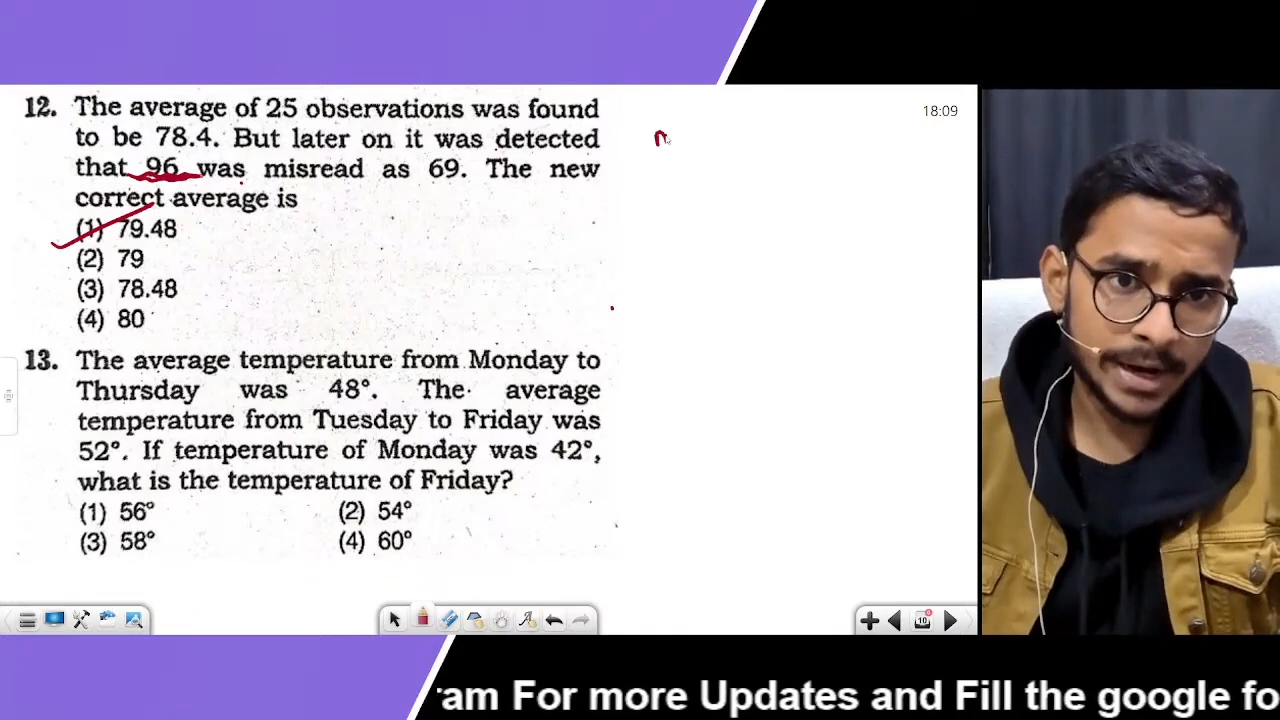 12. The average of 25 observations was found
to be 78.4. But later on it was detected
that 96 was misread as 69. The new
correct average is
(1) 79.48
(2) 79
(3) 78.48
(4) 80
13. The average temperature from Monday to
Thursday was 48°. The average
temperature from Tuesday to Friday was
52°. If temperature of Monday was 42°,
what is the temperature of Friday?
(1) 56° (2) 54°
(3) 58° (4) 60°
18:09
10
am For more Updates and Fill the google fo